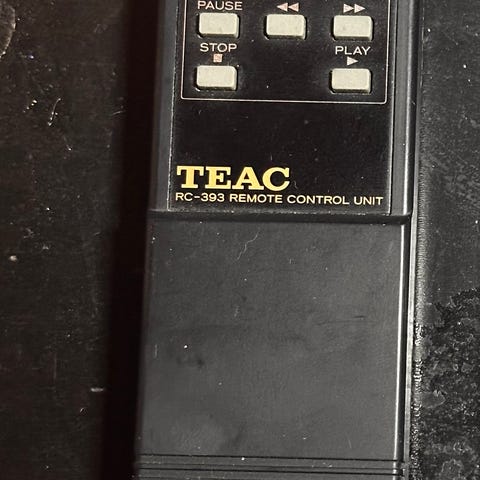 PAUSE ◀◀ ▶▶
STOP PLAY
■ ▶
TEAC
RC-393 REMOTE CONTROL UNIT